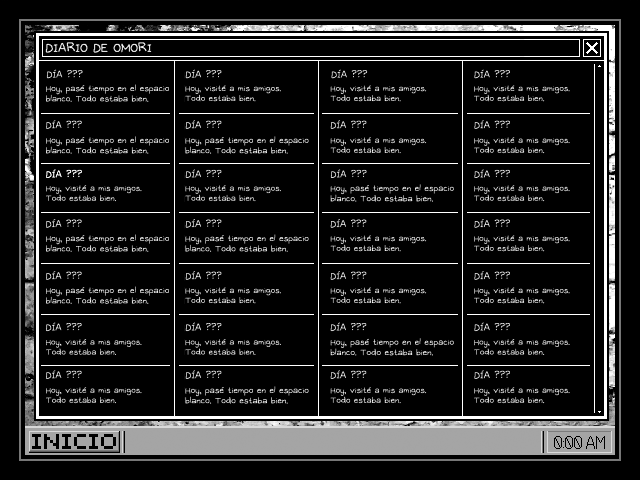 DIARIO DE OMORI
DÍA ???
Hoy, pasé tiempo en el espacio
blanco. Todo estaba bien.
DÍA ???
Hoy, visité a mis amigos.
Todo estaba bien.
DÍA ???
Hoy, visité a mis amigos.
Todo estaba bien.
DÍA ???
Hoy, visité a mis amigos.
Todo estaba bien.
DÍA ???
Hoy, pasé tiempo en el espacio
blanco. Todo estaba bien.
DÍA ???
Hoy, pasé tiempo en el espacio
blanco. Todo estaba bien.
DÍA ???
Hoy, visité a mis amigos.
Todo estaba bien.
DÍA ???
Hoy, visité a mis amigos.
Todo estaba bien.
DÍA ???
Hoy, visité a mis amigos.
Todo estaba bien.
DÍA ???
Hoy, visité a mis amigos.
Todo estaba bien.
DÍA ???
Hoy, pasé tiempo en el espacio
blanco. Todo estaba bien.
DÍA ???
Hoy, visité a mis amigos.
Todo estaba bien.
DÍA ???
Hoy, pasé tiempo en el espacio
blanco. Todo estaba bien.
DÍA ???
Hoy, pasé tiempo en el espacio
blanco. Todo estaba bien.
DÍA ???
Hoy, visité a mis amigos.
Todo estaba bien.
DÍA ???
Hoy, visité a mis amigos.
Todo estaba bien.
DÍA ???
Hoy, pasé tiempo en el espacio
blanco. Todo estaba bien.
DÍA ???
Hoy, visité a mis amigos.
Todo estaba bien.
DÍA ???
Hoy, visité a mis amigos.
Todo estaba bien.
DÍA ???
Hoy, visité a mis amigos.
Todo estaba bien.
DÍA ???
Hoy, visité a mis amigos.
Todo estaba bien.
DÍA ???
Hoy, visité a mis amigos.
Todo estaba bien.
DÍA ???
Hoy, pasé tiempo en el espacio
blanco. Todo estaba bien.
DÍA ???
Hoy, visité a mis amigos.
Todo estaba bien.
DÍA ???
Hoy, visité a mis amigos.
Todo estaba bien.
DÍA ???
Hoy, pasé tiempo en el espacio
blanco. Todo estaba bien.
DÍA ???
Hoy, visité a mis amigos.
Todo estaba bien.
DÍA ???
Hoy, visité a mis amigos.
Todo estaba bien.
INICIO
0:00 AM